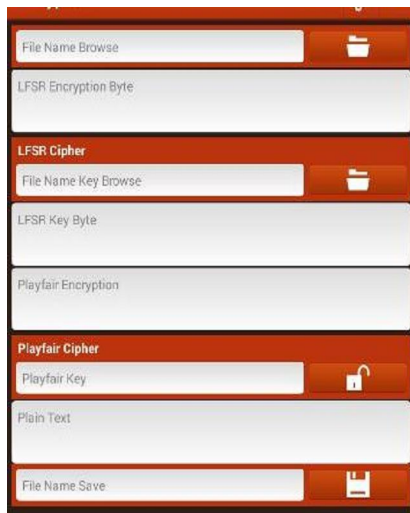 File Name Browse
LFSR Encryption Byte
LFSR Cipher
File Name Key Browse
LFSR Key Byte
Playfair Encryption
Playfair Cipher
Playfair Key
Plain Text
File Name Save